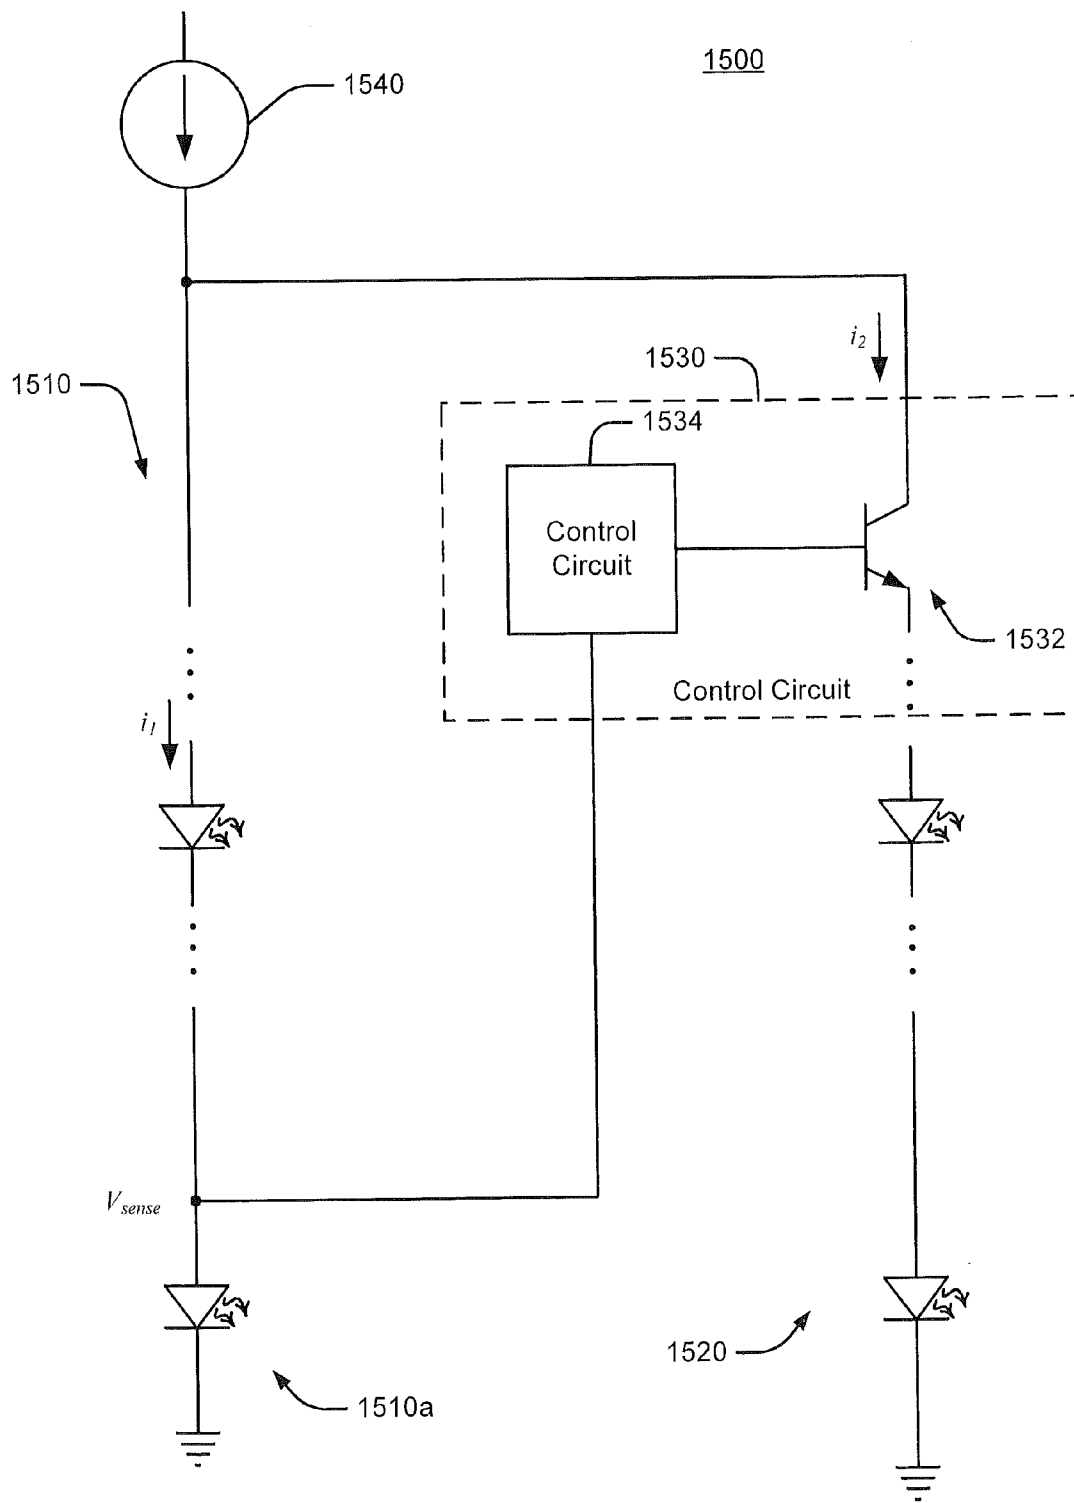 1500
1540
i2
1530
1510
1534
Control
Circuit
1532
Control Circuit
i1
Vsense
1520
1510a